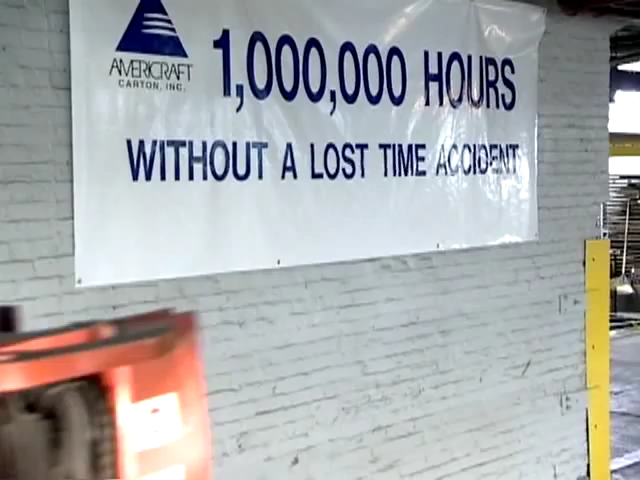 AMERICRAFT
CARTON, INC.
1,000,000 HOURS
WITHOUT A LOST TIME ACCIDENT